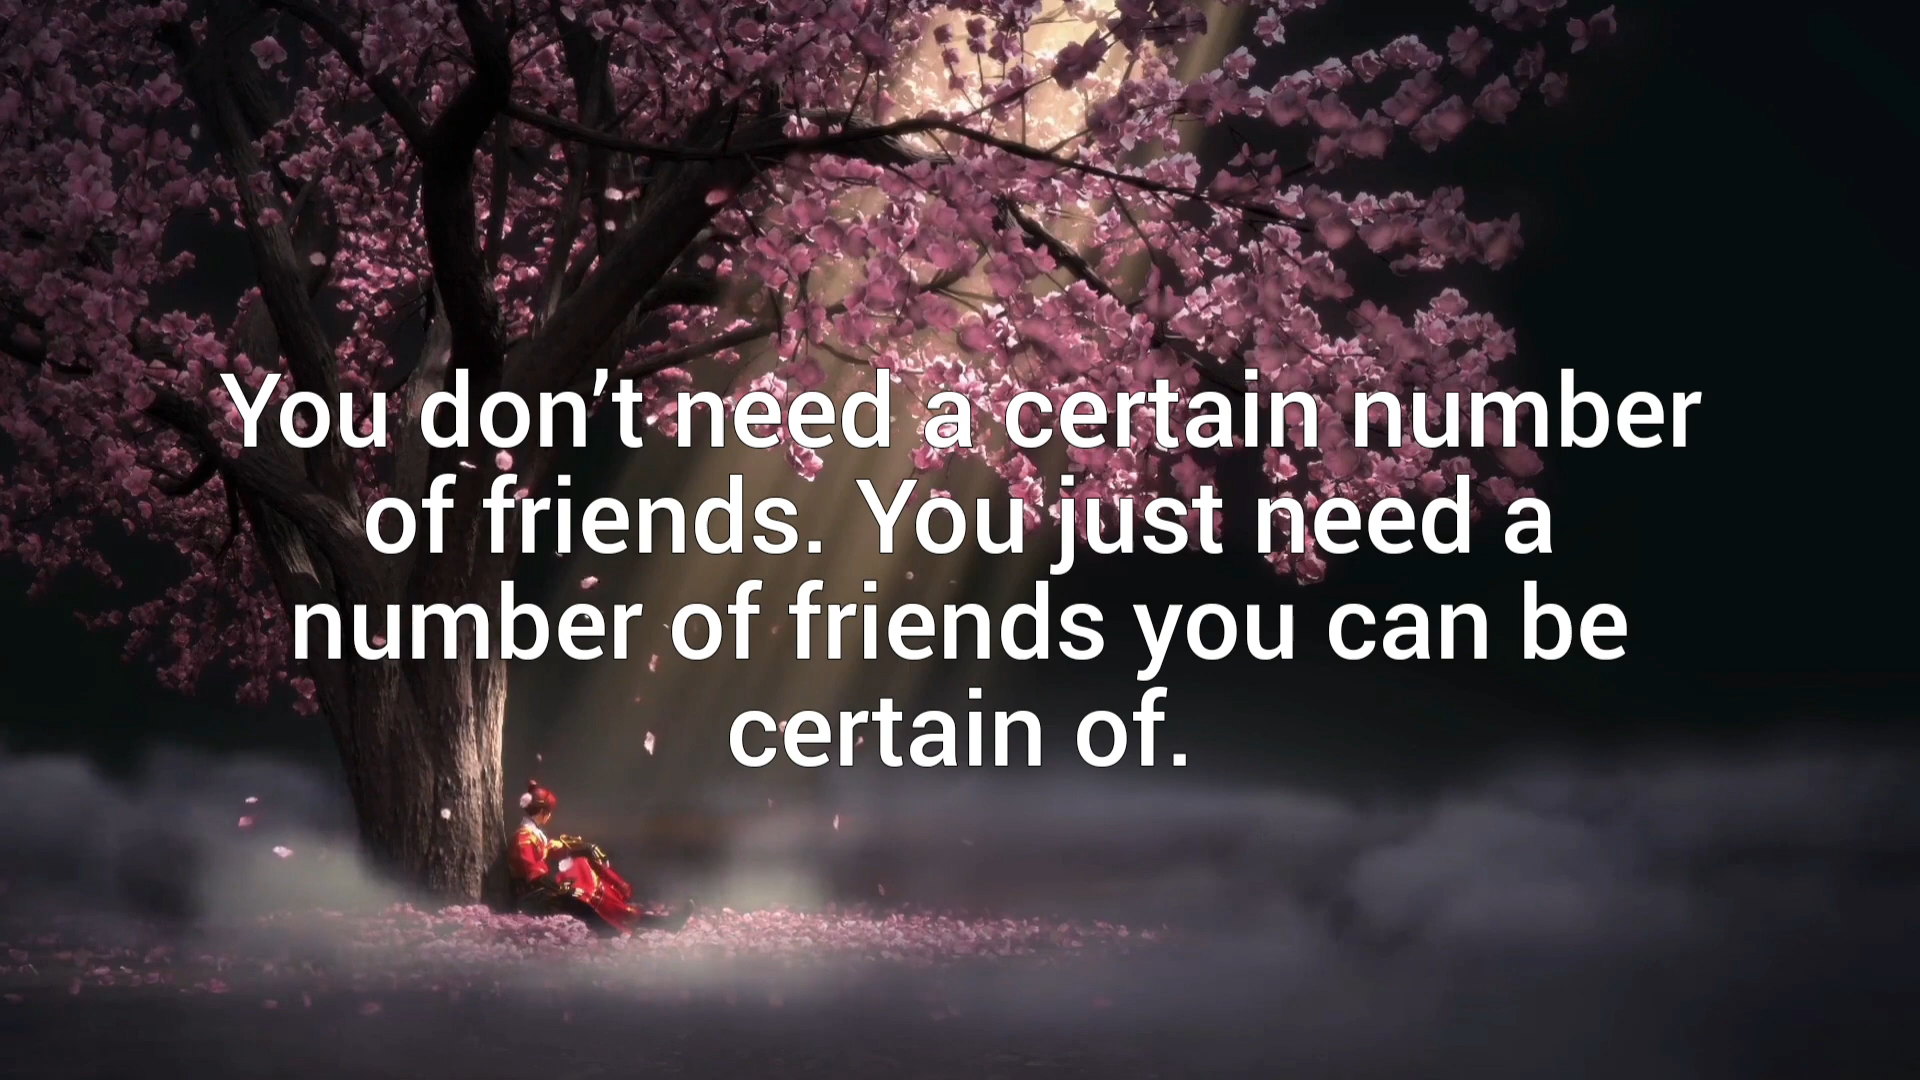 You don’t need a certain number
of friends. You just need a
number of friends you can be
certain of.